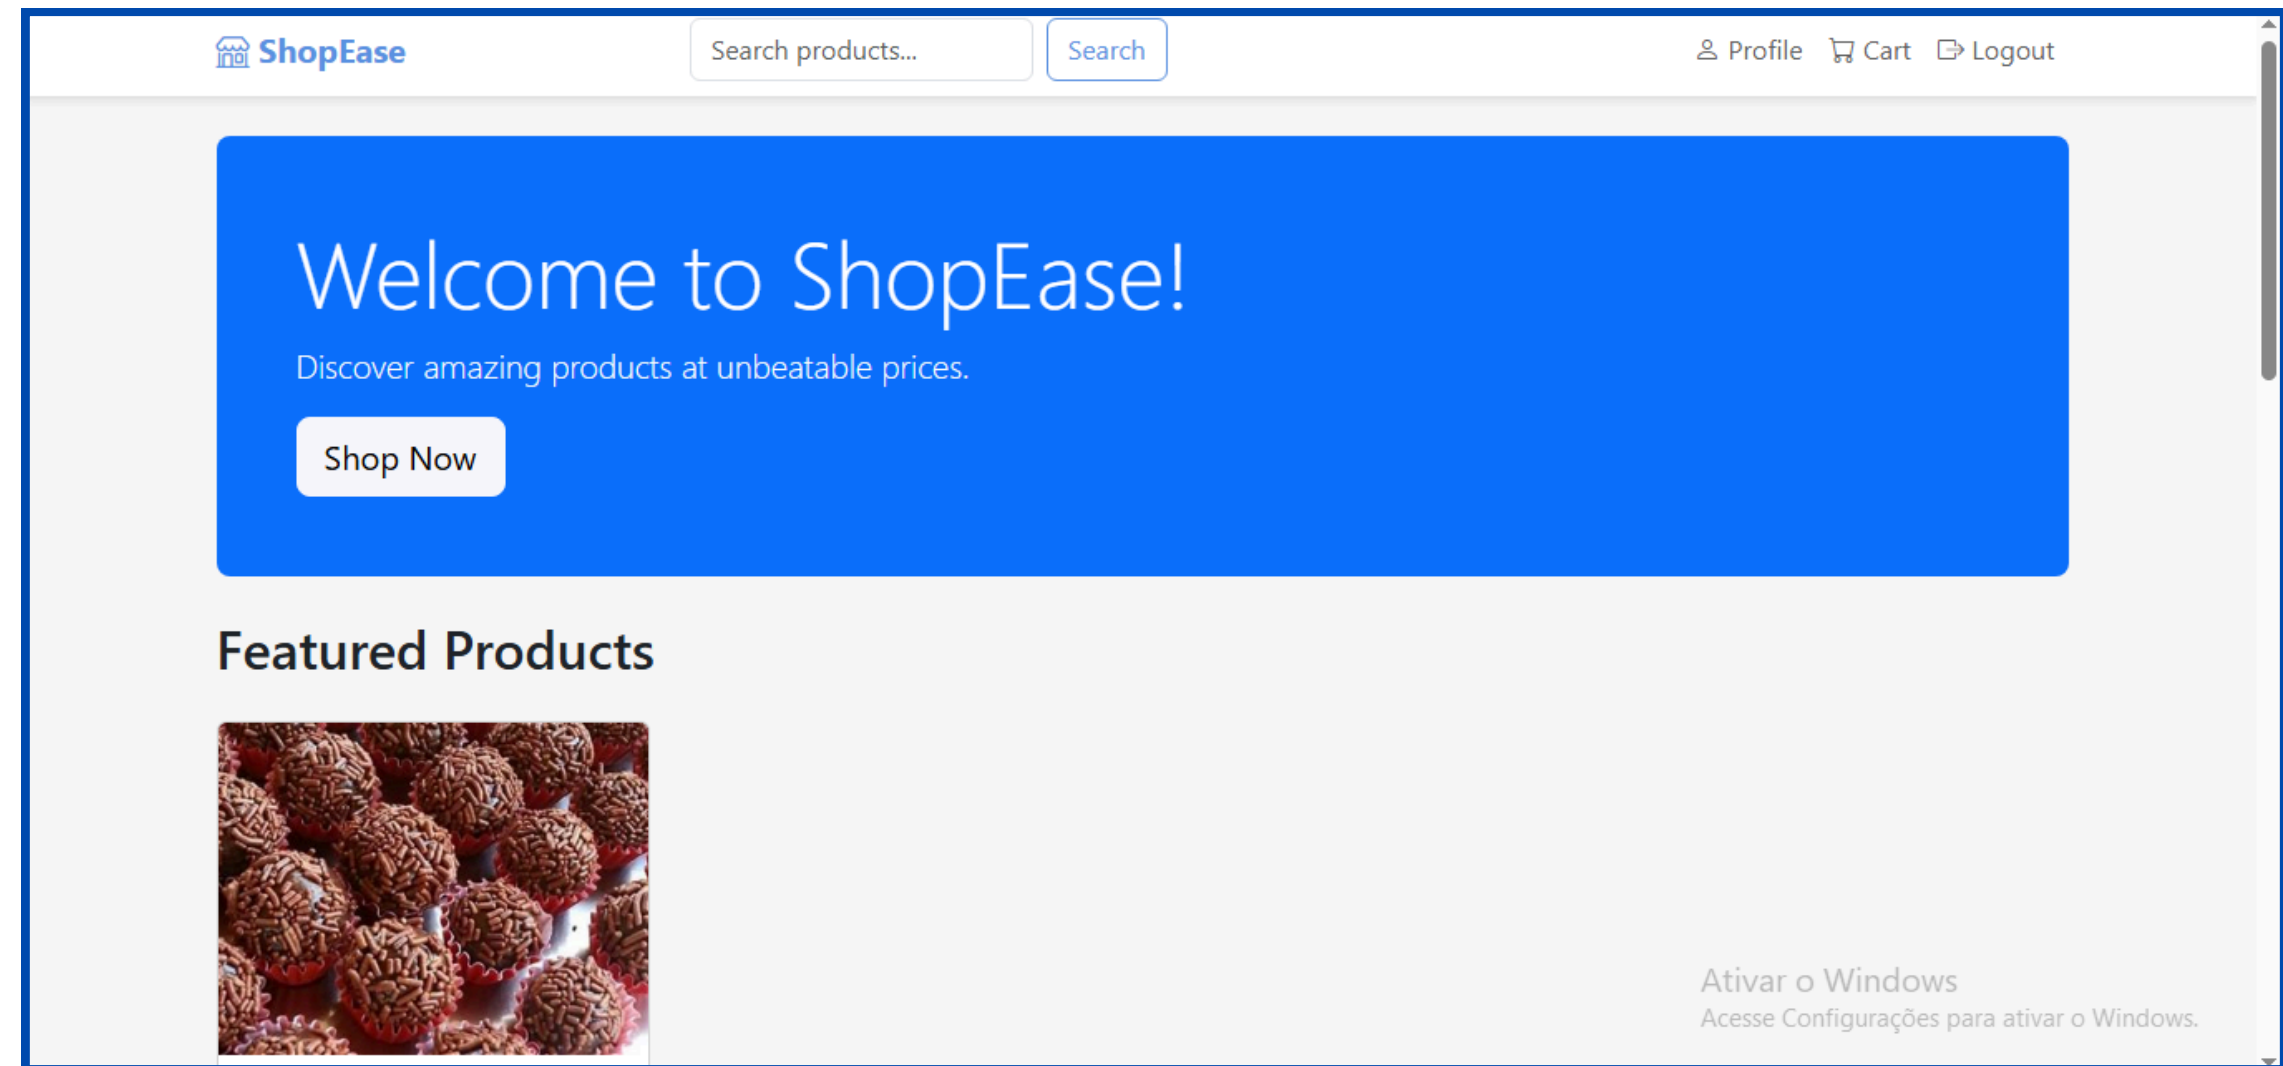 ShopEase
Search products...
Search
Profile
Cart
Logout
Welcome to ShopEase!
Discover amazing products at unbeatable prices.
Shop Now
Featured Products
Ativar o Windows
Acesse Configurações para ativar o Windows.